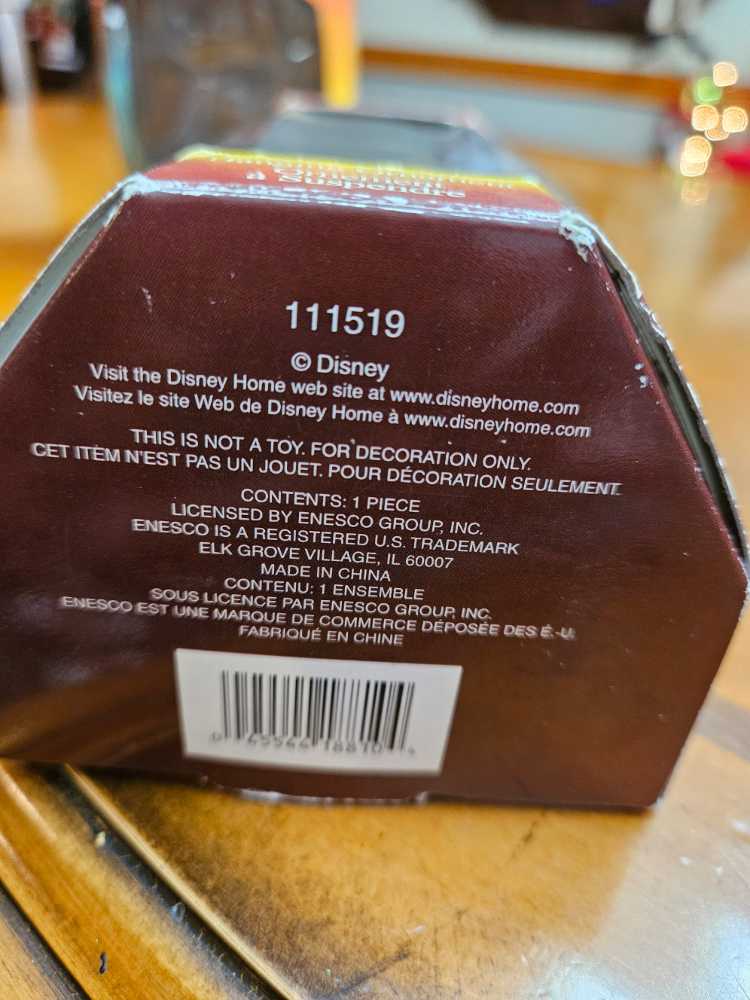 à Suspendre
111519
© Disney
Visit the Disney Home web site at www.disneyhome.com
Visitez le site Web de Disney Home à www.disneyhome.com
THIS IS NOT A TOY. FOR DECORATION ONLY.
CET ITEM N'EST PAS UN JOUET. POUR DÉCORATION SEULEMENT.
CONTENTS: 1 PIECE
LICENSED BY ENESCO GROUP, INC.
ENESCO IS A REGISTERED U.S. TRADEMARK
ELK GROVE VILLAGE, IL 60007
MADE IN CHINA
CONTENU: 1 ENSEMBLE
SOUS LICENCE PAR ENESCO GROUP, INC.
ENESCO EST UNE MARQUE DE COMMERCE DÉPOSÉE DES É.-U.
FABRIQUÉ EN CHINE